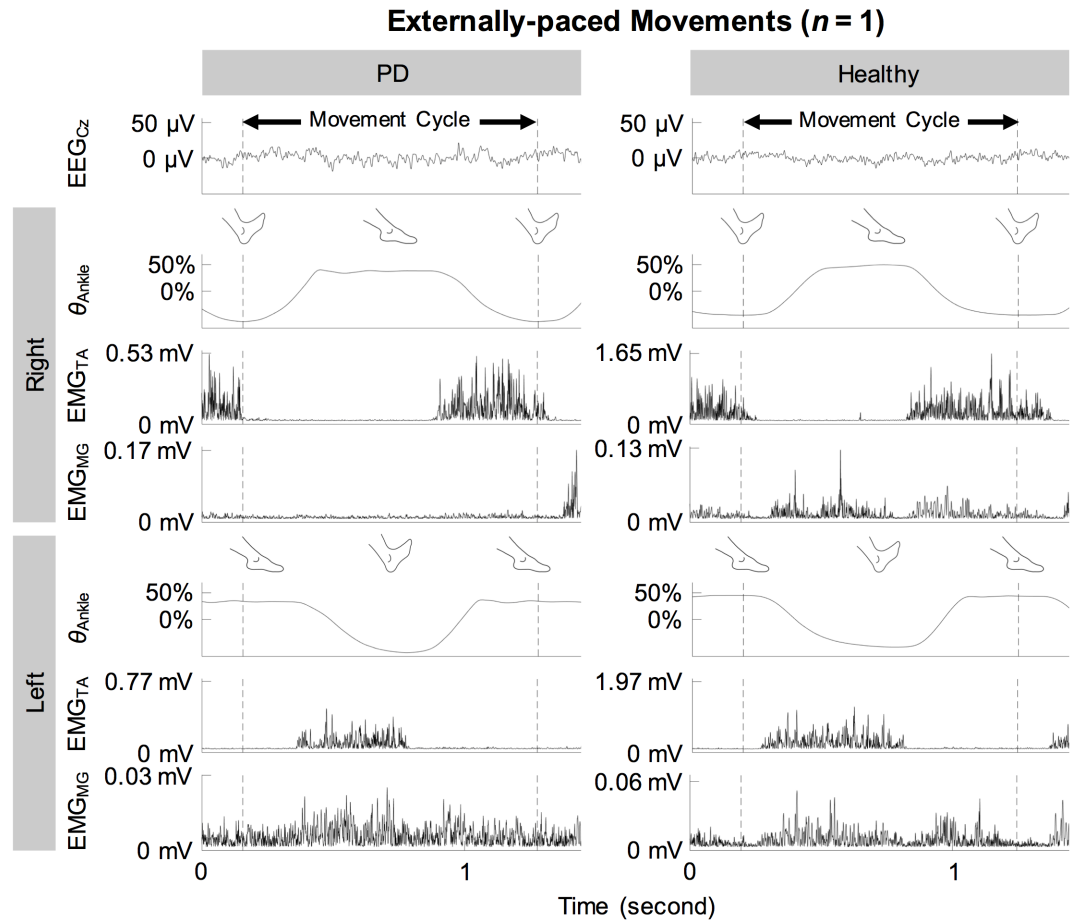 Externally-paced Movements (n = 1)
PD
Healthy
EEGCz
50 µV
0 µV
Movement Cycle
50 µV
0 µV
Movement Cycle
Right
θAnkle
50%
0%
50%
0%
EMGTA
0.53 mV
0 mV
1.65 mV
0 mV
EMGMG
0.17 mV
0 mV
0.13 mV
0 mV
Left
θAnkle
50%
0%
50%
0%
EMGTA
0.77 mV
0 mV
1.97 mV
0 mV
EMGMG
0.03 mV
0 mV
0.06 mV
0 mV
0 1 0 1
Time (second)